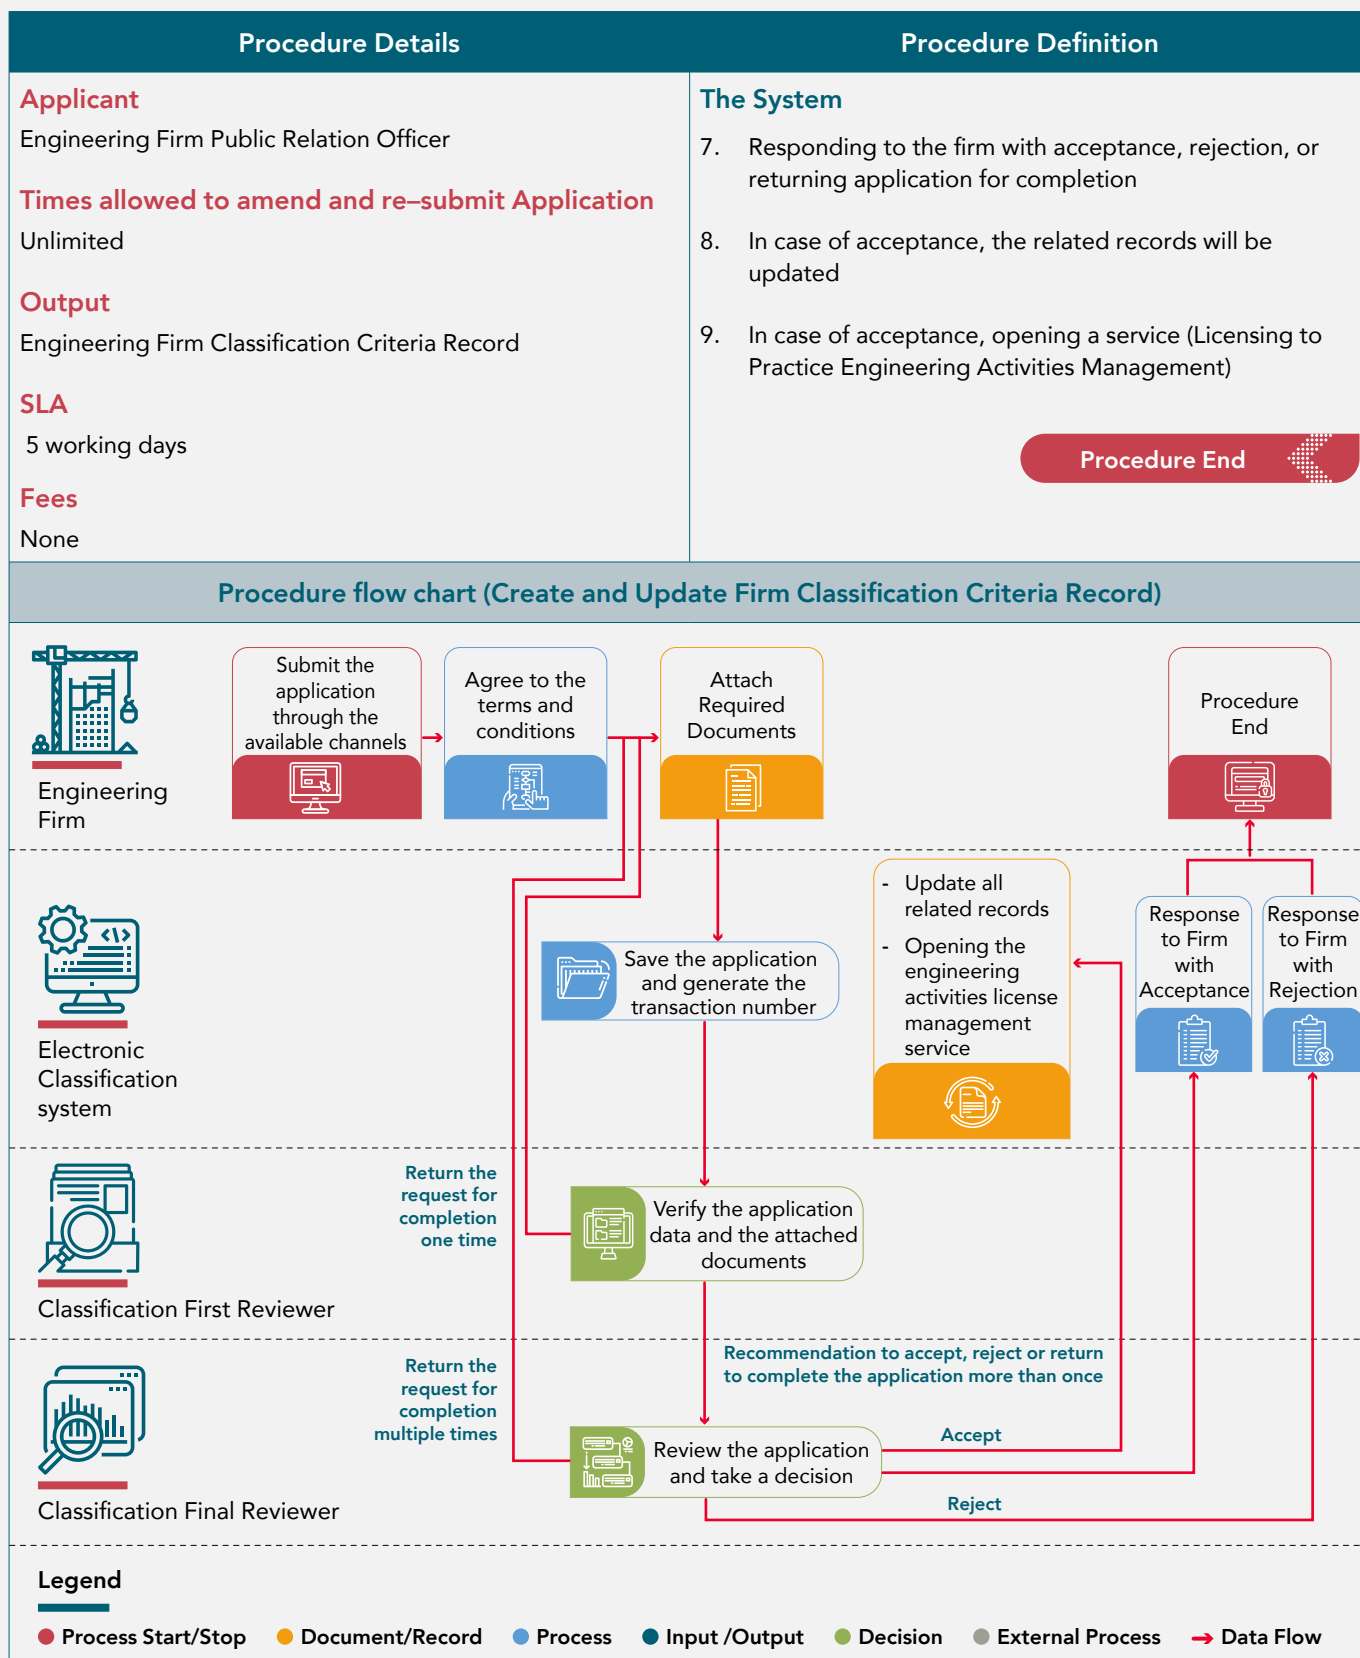 Procedure Details
Procedure Definition
Applicant
Engineering Firm Public Relation Officer
Times allowed to amend and re–submit Application
Unlimited
Output
Engineering Firm Classification Criteria Record
SLA
5 working days
Fees
None
The System
7. Responding to the firm with acceptance, rejection, or
returning application for completion
8. In case of acceptance, the related records will be
updated
9. In case of acceptance, opening a service (Licensing to
Practice Engineering Activities Management)
Procedure End
Procedure flow chart (Create and Update Firm Classification Criteria Record)
Engineering
Firm
Submit the
application
through the
available channels
Agree to the
terms and
conditions
Attach
Required
Documents
Procedure
End
Electronic
Classification
system
Save the application
and generate the
transaction number
- Update all
related records
- Opening the
engineering
activities license
management
service
Response
to Firm
with
Acceptance
Response
to Firm
with
Rejection
Classification First Reviewer
Return the
request for
completion
one time
Verify the application
data and the attached
documents
Classification Final Reviewer
Return the
request for
completion
multiple times
Recommendation to accept, reject or return
to complete the application more than once
Review the application
and take a decision
Accept
Reject
Legend
Process Start/Stop
Document/Record
Process
Input /Output
Decision
External Process
Data Flow